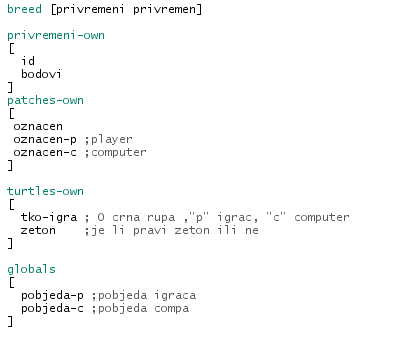 breed [privremeni privremen]
privremeni-own
[
id
bodovi
]
patches-own
[
oznacen
oznacen-p ;player
oznacen-c ;computer
]
turtles-own
[
tko-igra ; O crna rupa ,"p" igrac, "c" computer
zeton ;je li pravi zeton ili ne
]
globals
[
pobjeda-p ;pobjeda igraca
pobjeda-c ;pobjeda compa
]